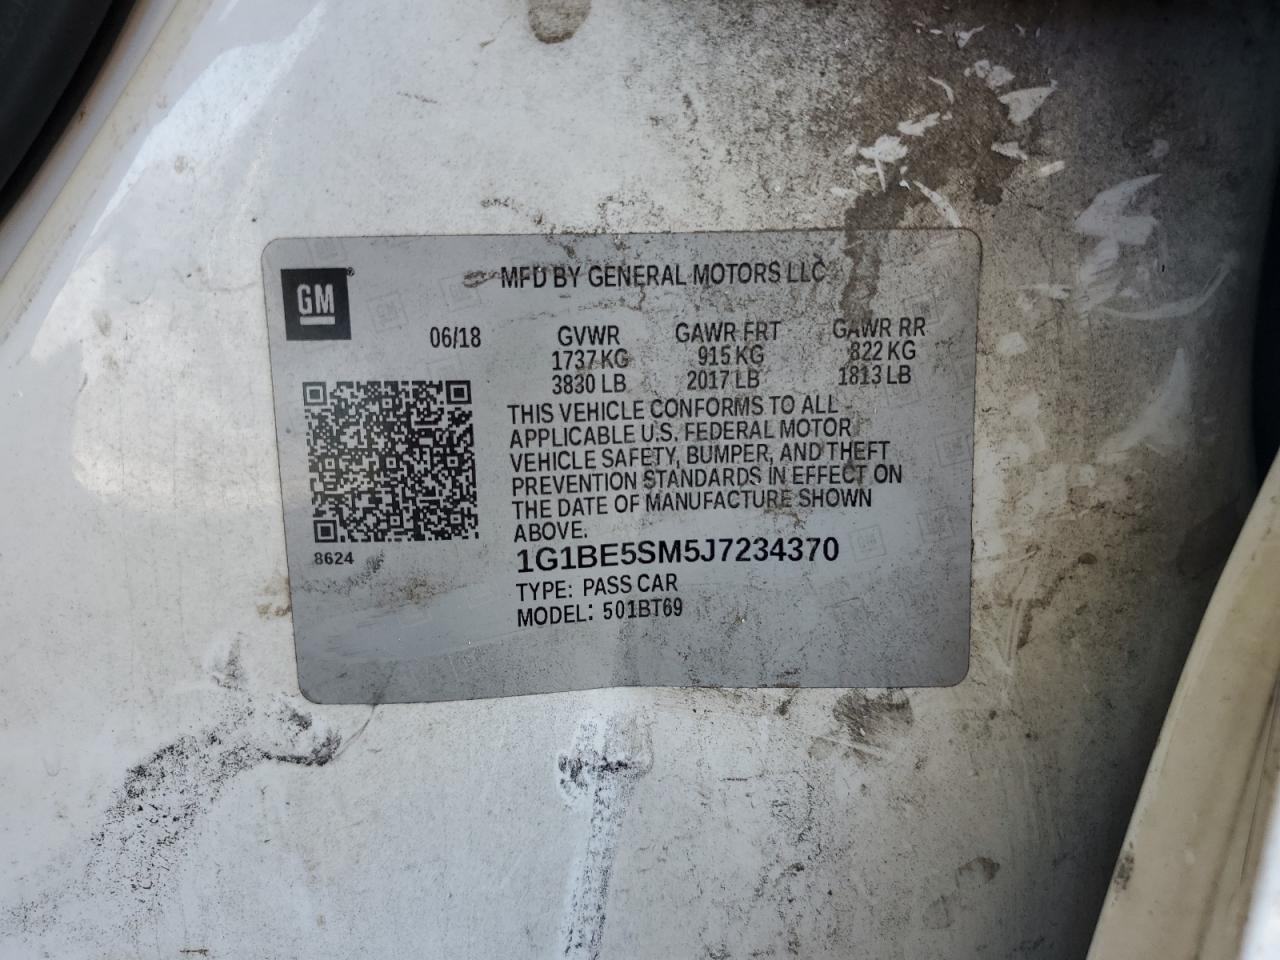 GM®
MFD BY GENERAL MOTORS LLC
06/18 GVWR GAWR FRT GAWR RR
1737 KG 915 KG 822 KG
3830 LB 2017 LB 1813 LB
THIS VEHICLE CONFORMS TO ALL
APPLICABLE U.S. FEDERAL MOTOR
VEHICLE SAFETY, BUMPER, AND THEFT
PREVENTION STANDARDS IN EFFECT ON
THE DATE OF MANUFACTURE SHOWN
ABOVE.
8624
1G1BE5SM5J7234370
TYPE: PASS CAR
MODEL: 501BT69